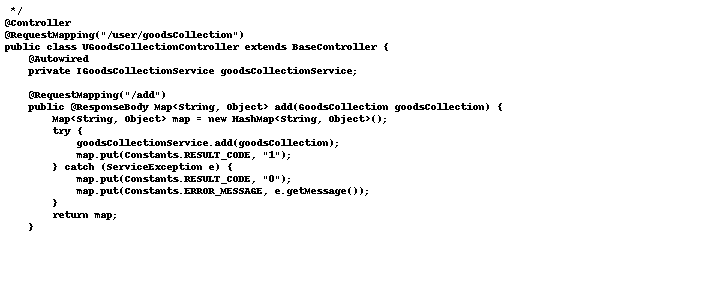 */
@Controller
@RequestMapping("/user/goodsCollection")
public class UGoodsCollectionController extends BaseController {
@Autowired
private IGoodsCollectionService goodsCollectionService;
@RequestMapping("/add")
public @ResponseBody Map<String, Object> add(GoodsCollection goodsCollection) {
Map<String, Object> map = new HashMap<String, Object>();
try {
goodsCollectionService.add(goodsCollection);
map.put(Constants.RESULT_CODE, "1");
} catch (ServiceException e) {
map.put(Constants.RESULT_CODE, "0");
map.put(Constants.ERROR_MESSAGE, e.getMessage());
}
return map;
}